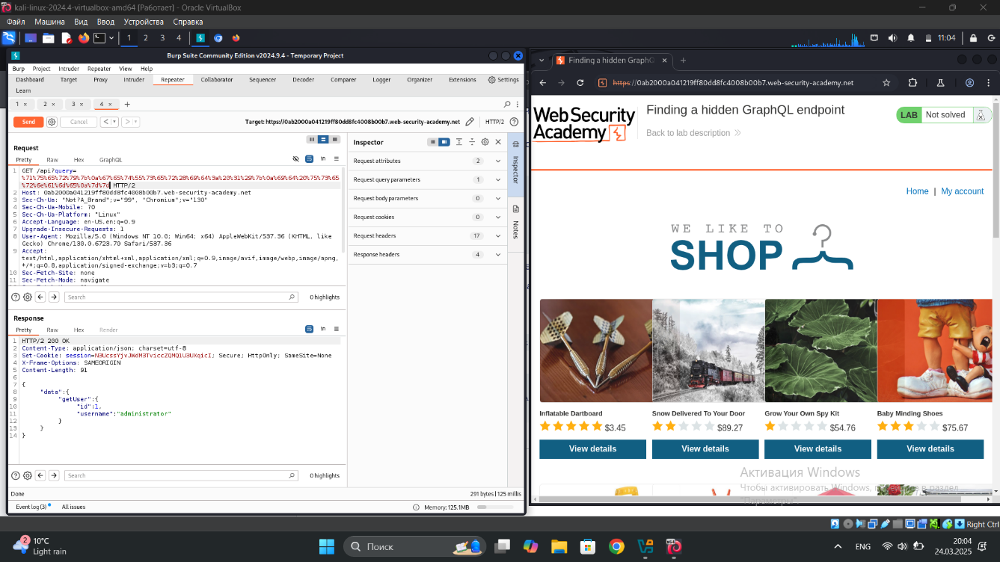 kali-linux-2024.4-virtualbox-amd64 [Работает] - Oracle VirtualBox
Файл Машина Вид Ввод Устройства Справка
1 2 3 4 11:04
Burp Suite Community Edition v2024.9.4 - Temporary Project
Burp Project Intruder Repeater View Help
Dashboard Target Proxy Intruder Repeater Collaborator Sequencer Decoder Comparer Logger Organizer Extensions Settings
Learn
1 × 2 × 3 × 4 × +
Send Cancel Target: https://0ab2000a041219ff80dd8fc4008b00b7.web-security-academy.net HTTP/2
Request
Pretty Raw Hex GraphQL
1 GET /api?query=
%71%75%65%72%79%7b%0a%67%65%74%55%73%65%72%28%69%64%3a%20%31%29%7b%0a%69%64%20%75%73%65
%72%6e%61%6d%65%0a%7d%7d HTTP/2
2 Host: 0ab2000a041219ff80dd8fc4008b00b7.web-security-academy.net
3 Sec-Ch-Ua: "Not?A_Brand";v="99", "Chromium";v="130"
4 Sec-Ch-Ua-Mobile: ?0
5 Sec-Ch-Ua-Platform: "Linux"
6 Accept-Language: en-US,en;q=0.9
7 Upgrade-Insecure-Requests: 1
8 User-Agent: Mozilla/5.0 (Windows NT 10.0; Win64; x64) AppleWebKit/537.36 (KHTML, like
Gecko) Chrome/130.0.6723.70 Safari/537.36
9 Accept:
text/html,application/xhtml+xml,application/xml;q=0.9,image/avif,image/webp,image/apng,
*/*;q=0.8,application/signed-exchange;v=b3;q=0.7
10 Sec-Fetch-Site: none
11 Sec-Fetch-Mode: navigate
Search 0 highlights
Response
Pretty Raw Hex Render
1 HTTP/2 200 OK
2 Content-Type: application/json; charset=utf-8
3 Set-Cookie: session=N3UcssYjvJWdM3TviccZQMQ1U3UXqicI; Secure; HttpOnly; SameSite=None
4 X-Frame-Options: SAMEORIGIN
5 Content-Length: 91
6
7 {
8 "data":{
9 "getUser":{
10 "id":1,
11 "username":"administrator"
12 }
13 }
14 }
Search 0 highlights
Done 291 bytes | 125 millis
Event log (3) All issues Memory: 125.1MB
Inspector
Request attributes 2
Request query parameters 1
Request body parameters 0
Request cookies 0
Request headers 17
Response headers 4
Inspector
Notes
Finding a hidden GraphQ
https://0ab2000a041219ff80dd8fc4008b00b7.web-security-academy.net
Web Security
Academy
Finding a hidden GraphQL endpoint
Back to lab description
LAB Not solved
Home | My account
WE LIKE TO
SHOP
Inflatable Dartboard
$3.45
View details
Snow Delivered To Your Door
$89.27
View details
Grow Your Own Spy Kit
$54.76
View details
Baby Minding Shoes
$75.67
View details
Активация Windows
Чтобы активировать Windows, перейдите в раздел
"Параметры".
Right Ctrl
2
10°C
Light rain
Поиск
ENG
20:04
24.03.2025